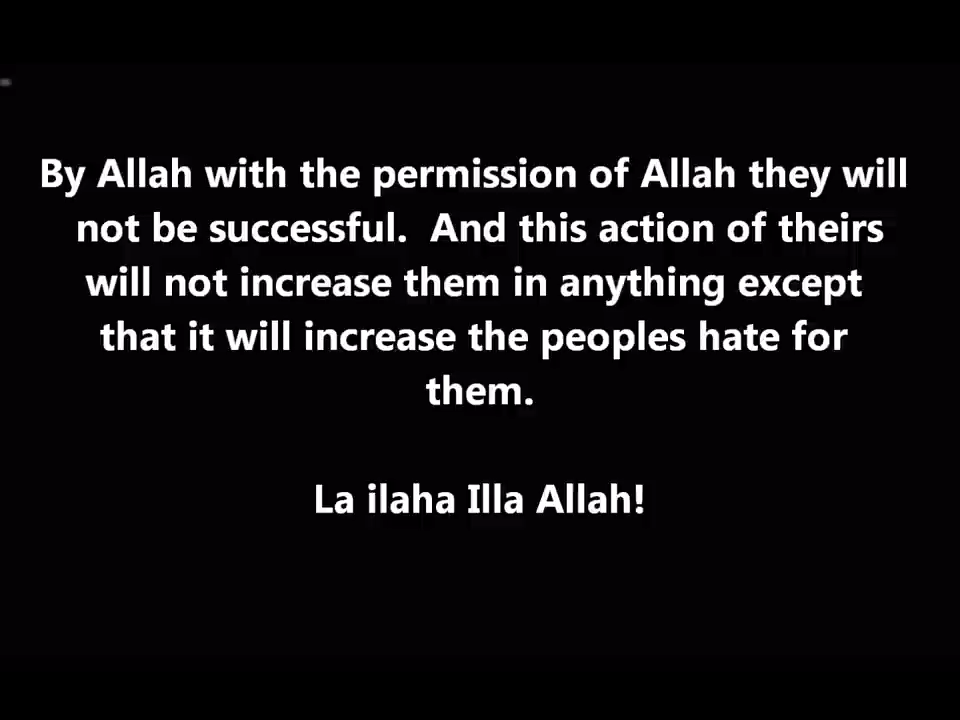 By Allah with the permission of Allah they will
not be successful.  And this action of theirs
will not increase them in anything except
that it will increase the peoples hate for
them.
La ilaha Illa Allah!